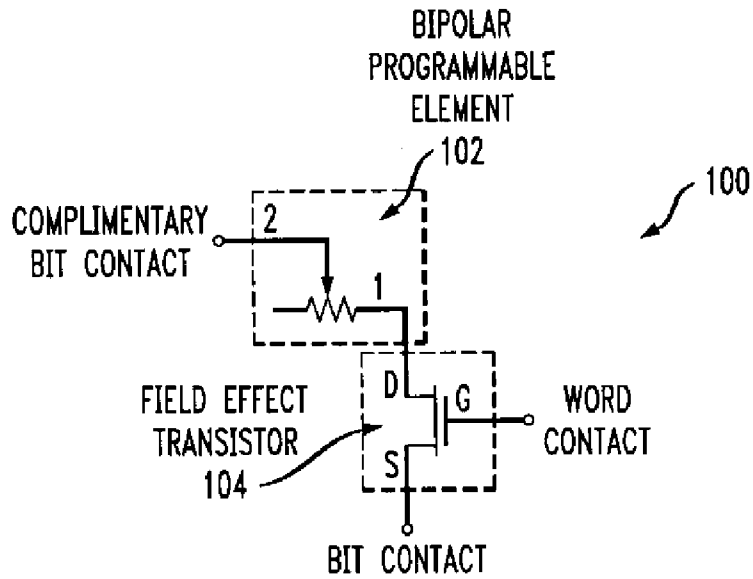 BIPOLAR
PROGRAMMABLE
ELEMENT
102
100
COMPLIMENTARY
BIT CONTACT
2
1
D
G
S
FIELD EFFECT
TRANSISTOR
104
WORD
CONTACT
BIT CONTACT